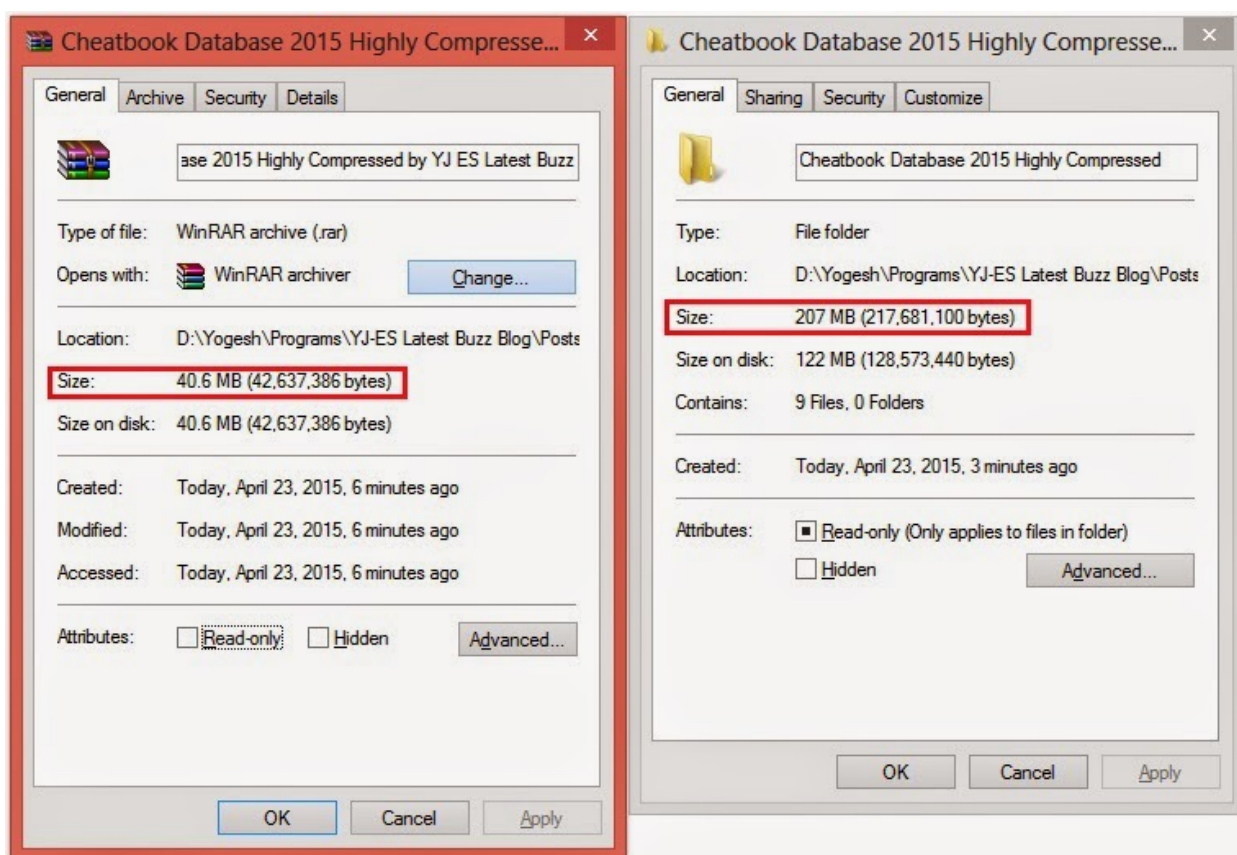 Cheatbook Database 2015 Highly Compresse...
General Archive Security Details
ase 2015 Highly Compressed by YJ ES Latest Buzz
Type of file: WinRAR archive (.rar)
Opens with: WinRAR archiver Change...
Location: D:\Yogesh\Programs\YJ-ES Latest Buzz Blog\Posts
Size: 40.6 MB (42,637,386 bytes)
Size on disk: 40.6 MB (42,637,386 bytes)
Created: Today, April 23, 2015, 6 minutes ago
Modified: Today, April 23, 2015, 6 minutes ago
Accessed: Today, April 23, 2015, 6 minutes ago
Attributes: Read-only Hidden Advanced...
OK Cancel Apply
Cheatbook Database 2015 Highly Compresse...
General Sharing Security Customize
Cheatbook Database 2015 Highly Compressed
Type: File folder
Location: D:\Yogesh\Programs\YJ-ES Latest Buzz Blog\Posts
Size: 207 MB (217,681,100 bytes)
Size on disk: 122 MB (128,573,440 bytes)
Contains: 9 Files, 0 Folders
Created: Today, April 23, 2015, 3 minutes ago
Attributes: Read-only (Only applies to files in folder)
Hidden Advanced...
OK Cancel Apply